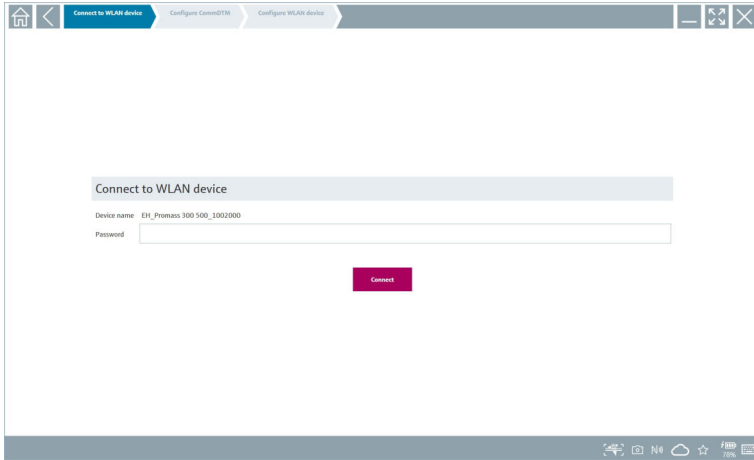 Connect to WLAN device
Configure CommDTM
Configure WLAN device
Connect to WLAN device
Device name EH_Promass 300 500_1002000
Password
Connect
78%